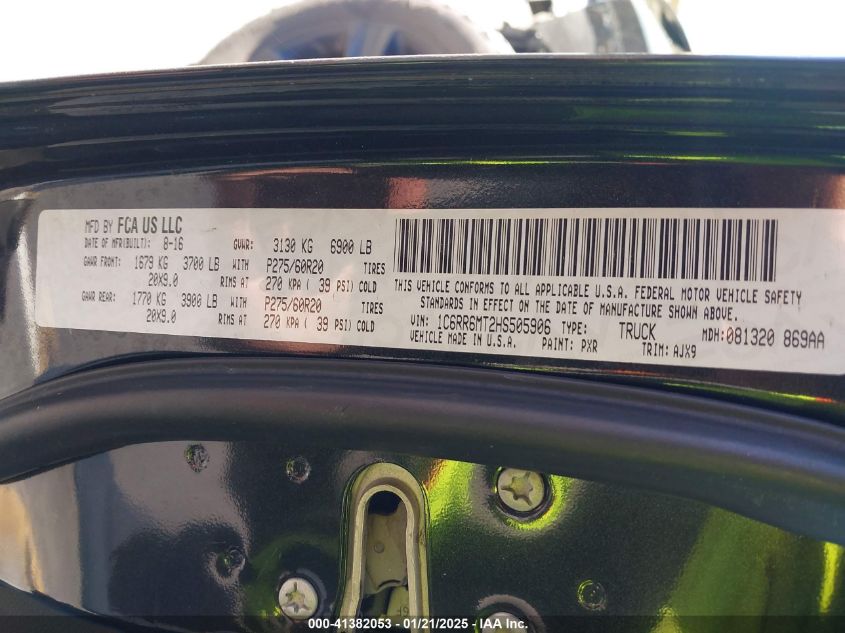 MFD BY FCA US LLC
DATE OF MFR(BUILT): 8-16 GVWR: 3130 KG 6900 LB
GAWR FRONT: 1679 KG 3700 LB WITH P275/60R20 TIRES
20X9.0 RIMS AT 270 KPA ( 39 PSI) COLD
GAWR REAR: 1770 KG 3900 LB WITH P275/60R20 TIRES
20X9.0 RIMS AT 270 KPA ( 39 PSI) COLD
THIS VEHICLE CONFORMS TO ALL APPLICABLE U.S.A. FEDERAL MOTOR VEHICLE SAFETY
STANDARDS IN EFFECT ON THE DATE OF MANUFACTURE SHOWN ABOVE.
VIN: 1C6RR6MT2HS505906 TYPE: TRUCK MDH:081320 869AA
VEHICLE MADE IN U.S.A. PAINT: PXR TRIM: AJX9
000-41382053 - 01/21/2025 - IAA Inc.